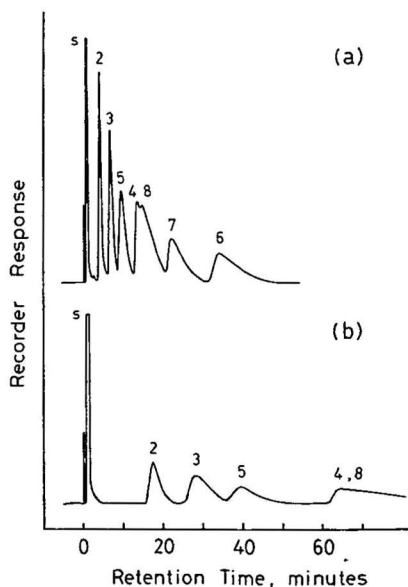 s
2
(a)
3
5
4 8
7
6
Recorder Response
s
(b)
2
3
5
4,8
0 20 40 60
Retention Time, minutes